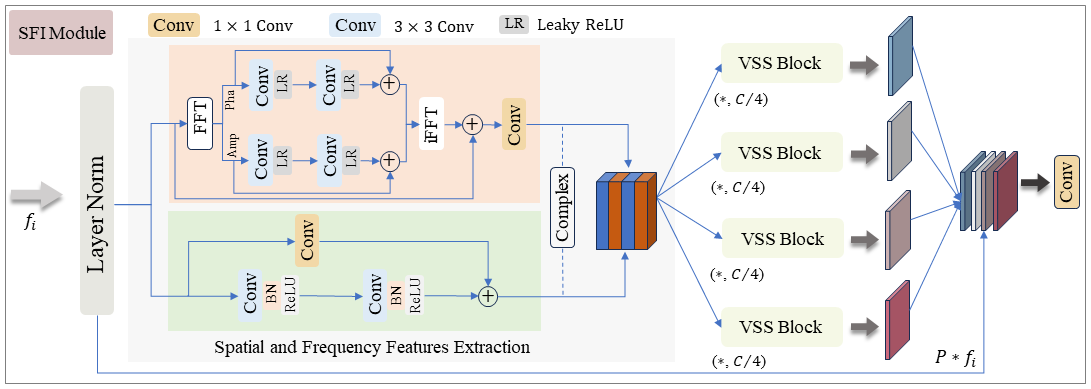 SFI Module
Conv 1 × 1 Conv Conv 3 × 3 Conv LR Leaky ReLU
f_i
Layer Norm
FFT
Pha
Conv LR Conv LR
Amp
Conv LR Conv LR
iFFT
Conv
Conv
Conv BN ReLU Conv BN ReLU
Spatial and Frequency Features Extraction
Complex
VSS Block
(*, C/4)
VSS Block
(*, C/4)
VSS Block
(*, C/4)
VSS Block
(*, C/4)
P * f_i
Conv